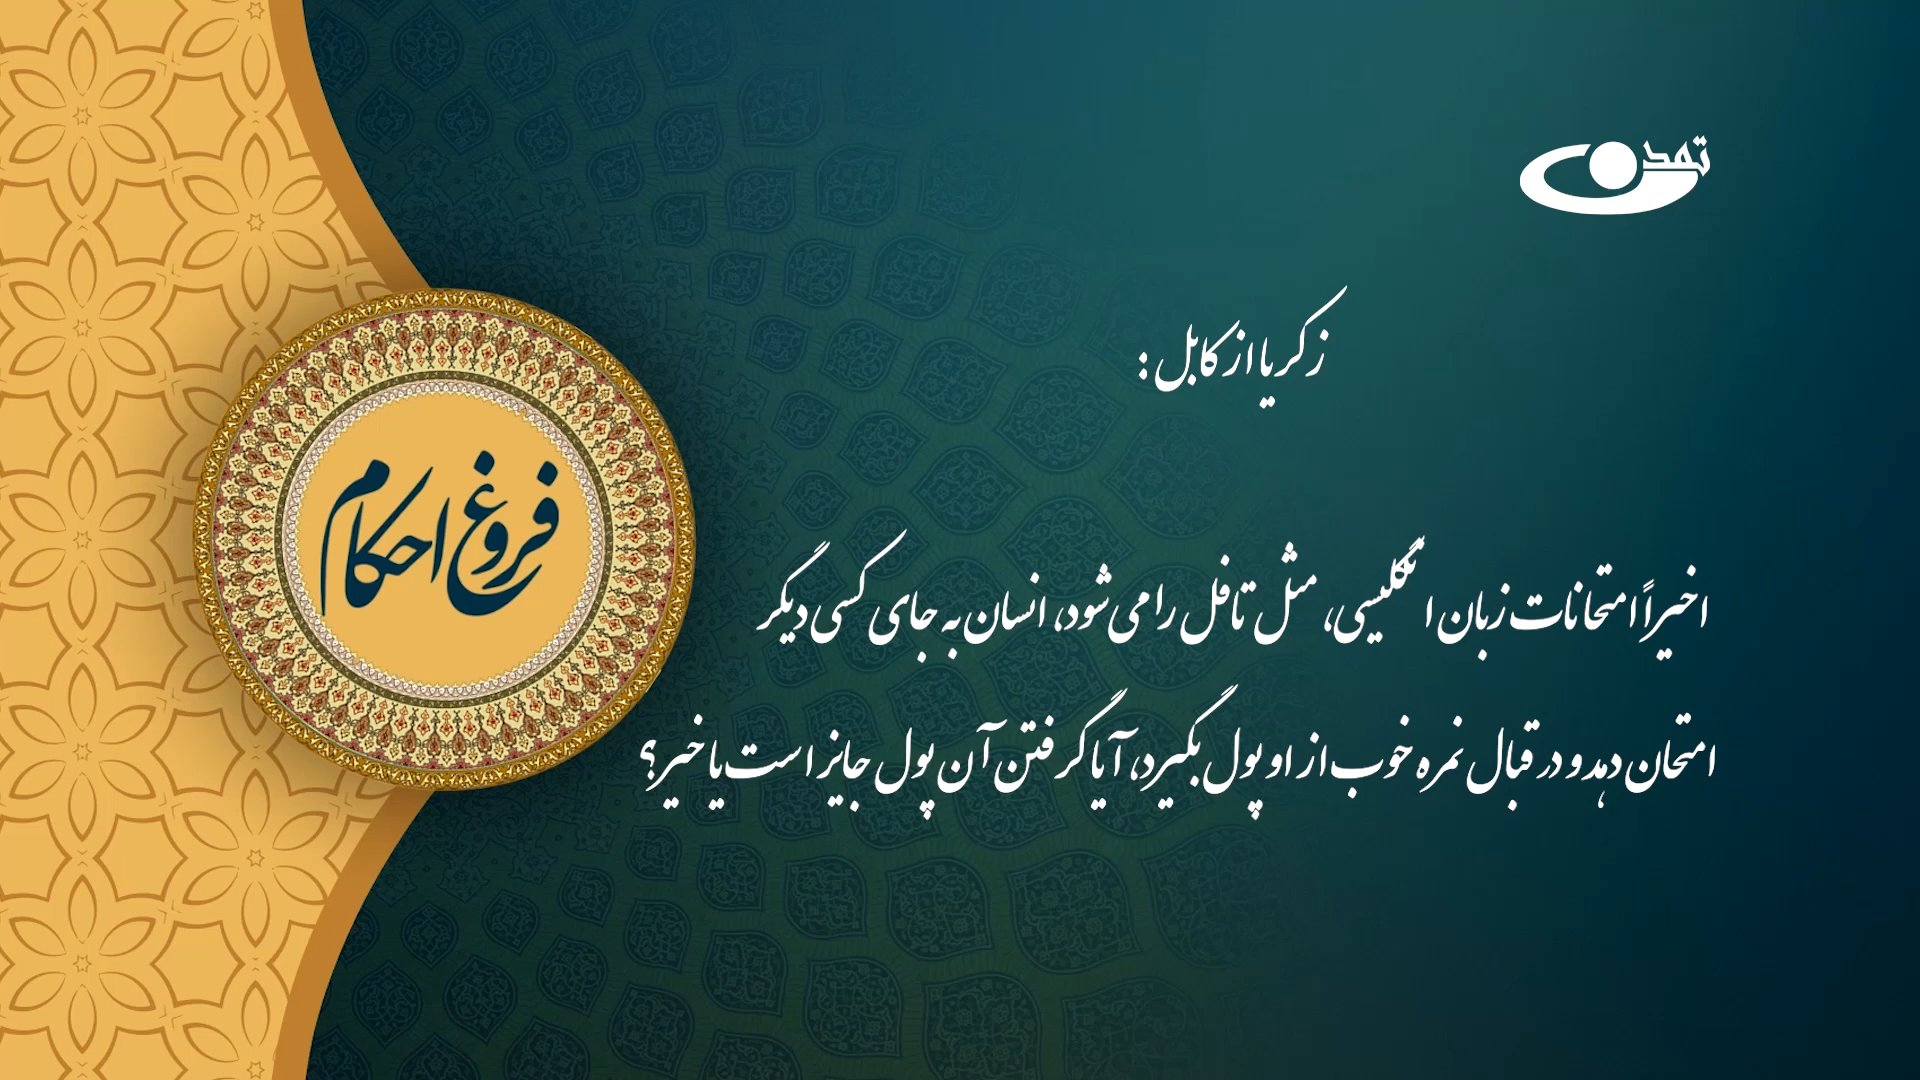 تمدن
زکریا از کابل :
فروغ احکام
اخیراً امتحانات زبان انگلیسی، مثل تافل را می شود، انسان به جای کسی دیگر
امتحان دهد و در قبال نمره خوب از او پول بگیرد، آیا گرفتن آن پول جایز است یا خیر؟